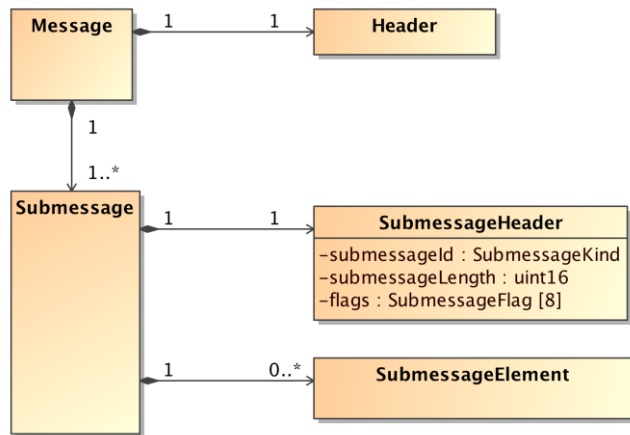 Message
1
1
Header
1
1..*
Submessage
1
1
SubmessageHeader
-submessageId : SubmessageKind
-submessageLength : uint16
-flags : SubmessageFlag [8]
1
0..*
SubmessageElement